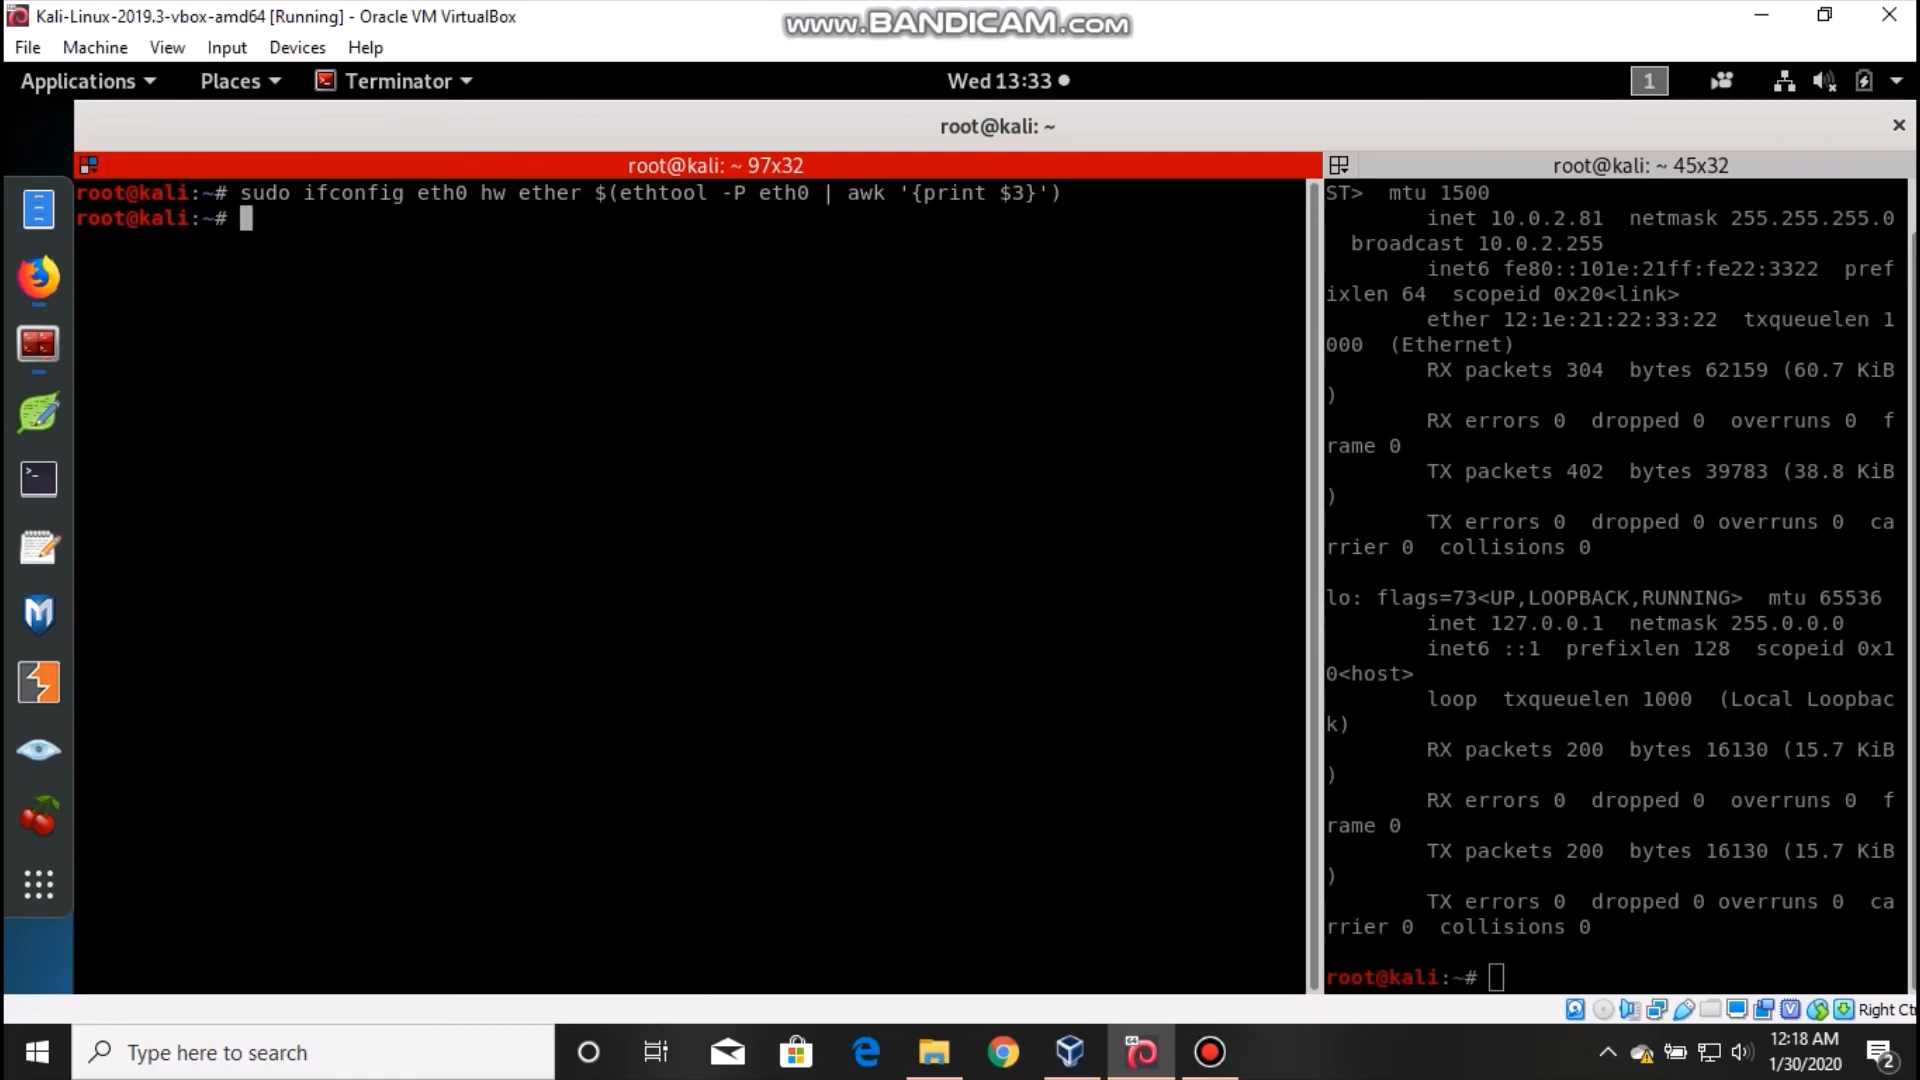 Kali-Linux-2019.3-vbox-amd64 [Running] - Oracle VM VirtualBox
www.BANDICAM.com
File Machine View Input Devices Help
Applications Places Terminator Wed 13:33 1
root@kali: ~
root@kali: ~ 97x32
root@kali:~# sudo ifconfig eth0 hw ether $(ethtool -P eth0 | awk '{print $3}')
root@kali:~#
root@kali: ~ 45x32
ST> mtu 1500
inet 10.0.2.81 netmask 255.255.255.0
broadcast 10.0.2.255
inet6 fe80::101e:21ff:fe22:3322 pref
ixlen 64 scopeid 0x20<link>
ether 12:1e:21:22:33:22 txqueuelen 1
000 (Ethernet)
RX packets 304 bytes 62159 (60.7 KiB
)
RX errors 0 dropped 0 overruns 0 f
rame 0
TX packets 402 bytes 39783 (38.8 KiB
)
TX errors 0 dropped 0 overruns 0 ca
rrier 0 collisions 0
lo: flags=73<UP,LOOPBACK,RUNNING> mtu 65536
inet 127.0.0.1 netmask 255.0.0.0
inet6 ::1 prefixlen 128 scopeid 0x1
0<host>
loop txqueuelen 1000 (Local Loopbac
k)
RX packets 200 bytes 16130 (15.7 KiB
)
RX errors 0 dropped 0 overruns 0 f
rame 0
TX packets 200 bytes 16130 (15.7 KiB
)
TX errors 0 dropped 0 overruns 0 ca
rrier 0 collisions 0
root@kali:~#
Right Ct
Type here to search
12:18 AM
1/30/2020
2